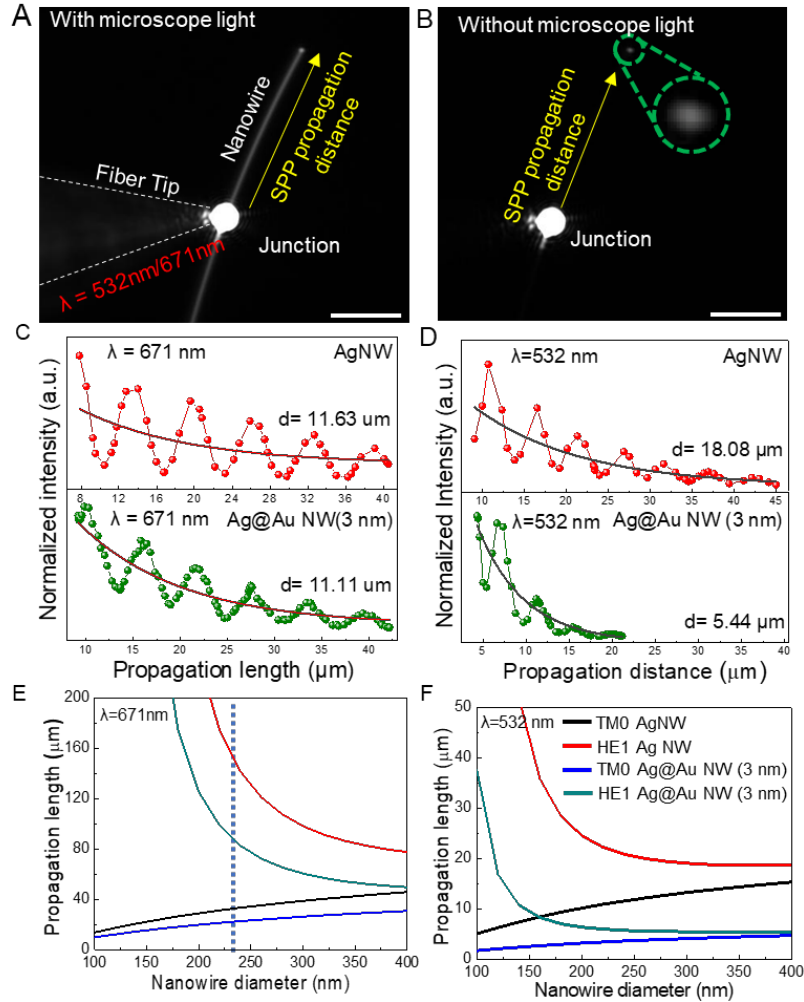 A
With microscope light
Nanowire
SPP propagation
distance
Fiber Tip
Junction
λ = 532nm/671nm
B
Without microscope light
SPP propagation
distance
Junction
C
λ = 671 nm
AgNW
d= 11.63 um
8 12 16 20 24 28 32 36 40
λ = 671 nm Ag@Au NW(3 nm)
d= 11.11 um
10 15 20 25 30 35 40
Normalized intensity (a.u.)
Propagation length (µm)
D
λ=532 nm
AgNW
d= 18.08 µm
10 15 20 25 30 35 40 45
λ=532 nm Ag@Au NW (3 nm)
d= 5.44 µm
5 10 15 20 25 30 35 40
Normalized Intensity (a.u.)
Propagation distance (µm)
E
λ=671nm
200
160
120
80
40
0
100 150 200 250 300 350 400
Propagation length (µm)
Nanowire diameter (nm)
F
λ=532 nm
TM0 AgNW
HE1 Ag NW
TM0 Ag@Au NW (3 nm)
HE1 Ag@Au NW (3 nm)
50
40
30
20
10
0
100 150 200 250 300 350 400
Propagation length (µm)
Nanowire diameter (nm)